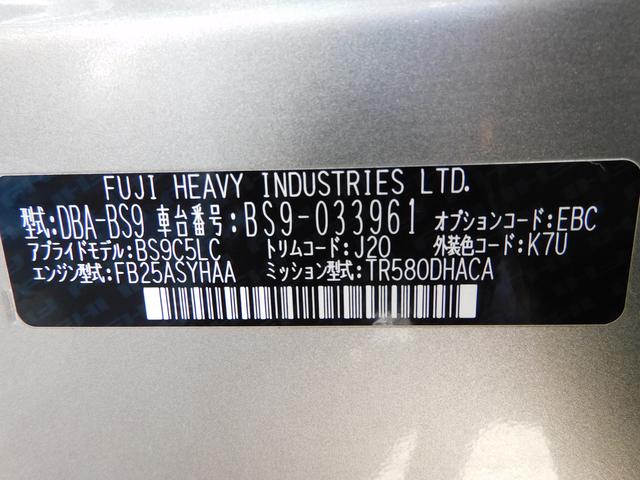 FUJI HEAVY INDUSTRIES LTD.
型式:DBA-BS9 車台番号:BS9-033961 オプションコード:EBC
アプライドモデル:BS9C5LC トリムコード:J20 外装色コード:K7U
エンジン型式:FB25ASYHAA ミッション型式:TR580DHACA